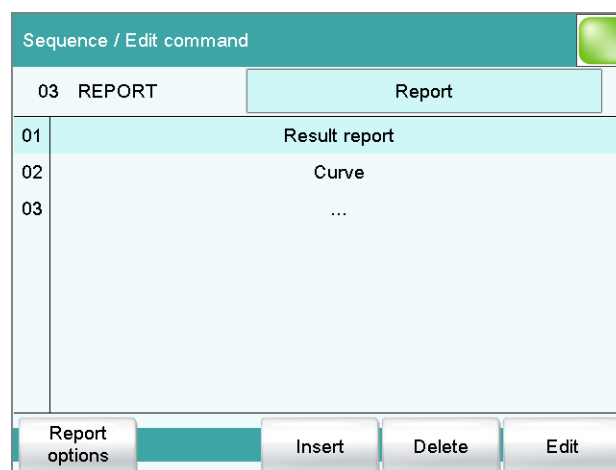 Sequence / Edit command
03 REPORT Report
01 Result report
02 Curve
03 ...
Report
options
Insert Delete Edit